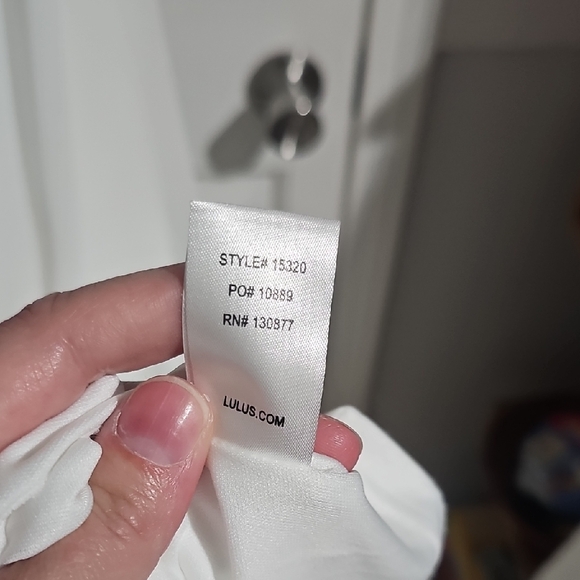 STYLE# 15320
PO# 10889
RN# 130877
LULUS.COM